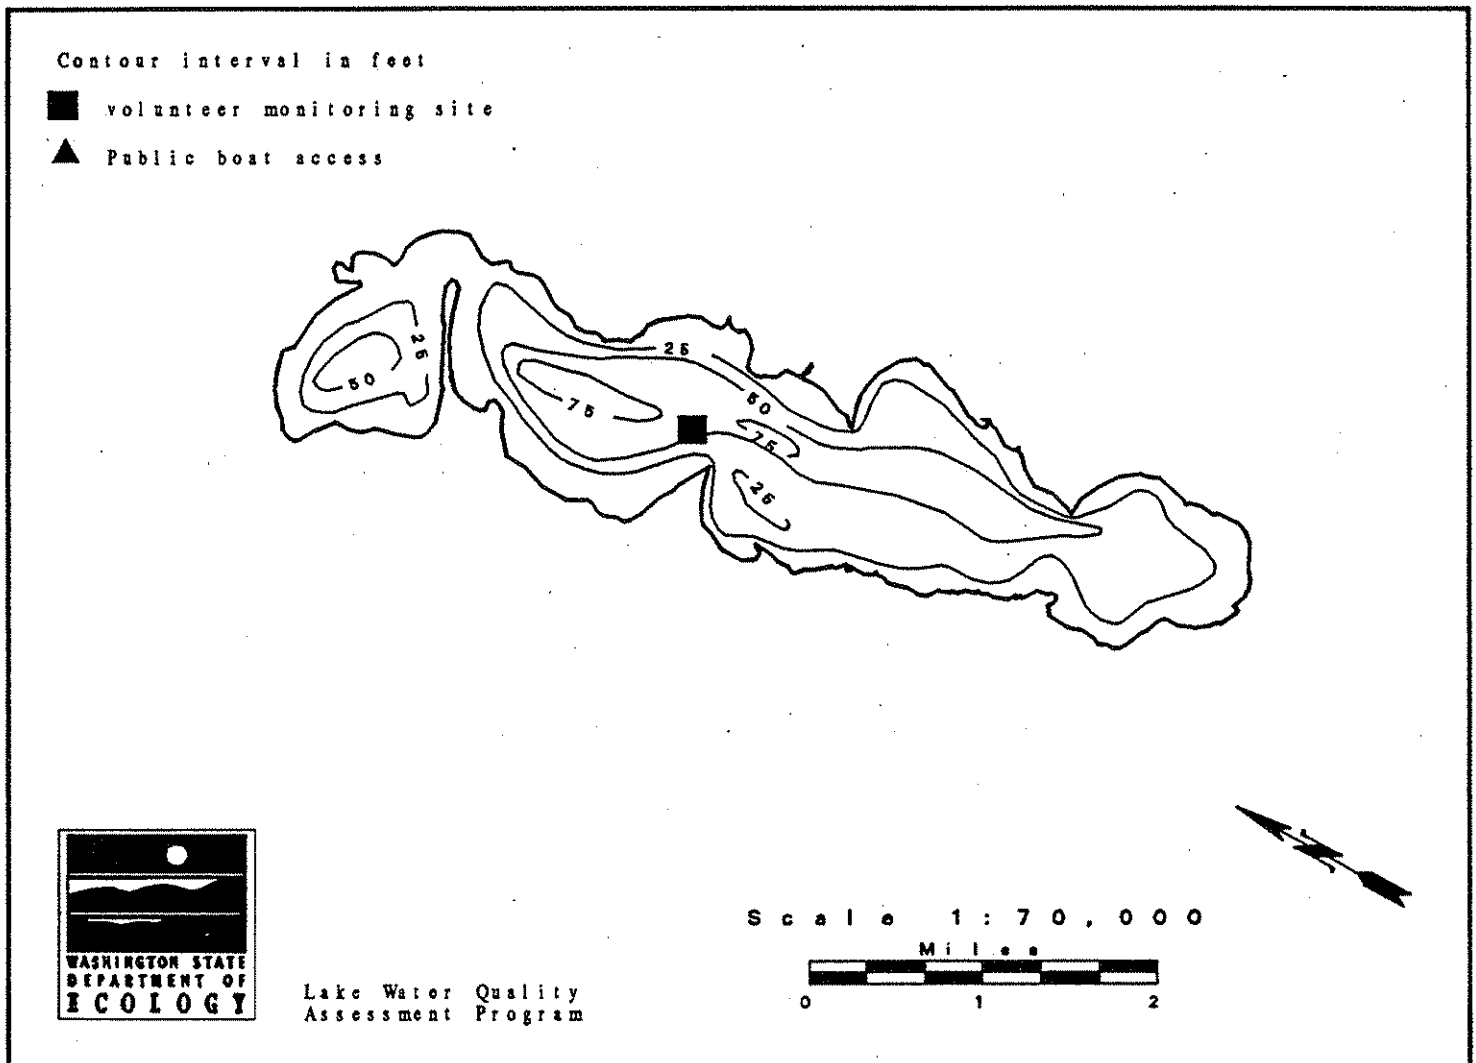 Contour interval in feet
volunteer monitoring site
Public boat access
25
50
25
75
50
75
25
Scale 1:70,000
Miles
0 1 2
WASHINGTON STATE
DEPARTMENT OF
ECOLOGY
Lake Water Quality
Assessment Program